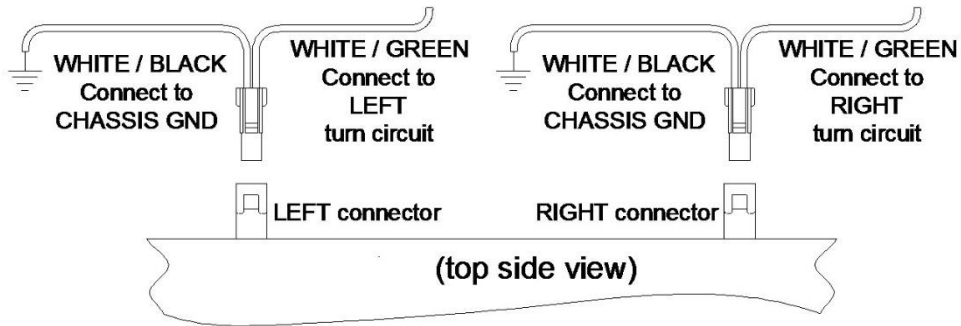 WHITE / BLACK
Connect to
CHASSIS GND
WHITE / GREEN
Connect to
LEFT
turn circuit
WHITE / BLACK
Connect to
CHASSIS GND
WHITE / GREEN
Connect to
RIGHT
turn circuit
LEFT connector
RIGHT connector
(top side view)